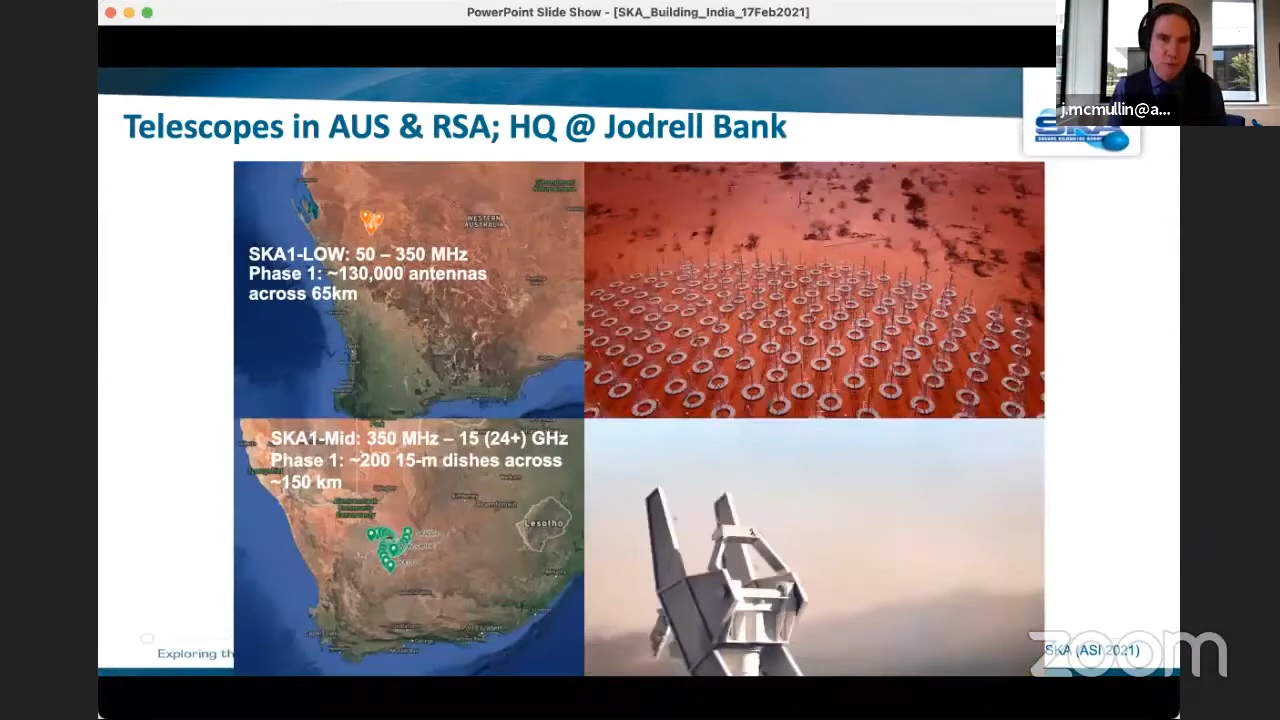 PowerPoint Slide Show - [SKA_Building_India_17Feb2021]
j.mcmullin@a...
Telescopes in AUS & RSA; HQ @ Jodrell Bank
SKA
WESTERN
AUSTRALIA
SKA1-LOW: 50 – 350 MHz
Phase 1: ~130,000 antennas
across 65km
SKA1-Mid: 350 MHz – 15 (24+) GHz
Phase 1: ~200 15-m dishes across
~150 km
Lesotho
Exploring th
SKA (ASI 2021)
zoom